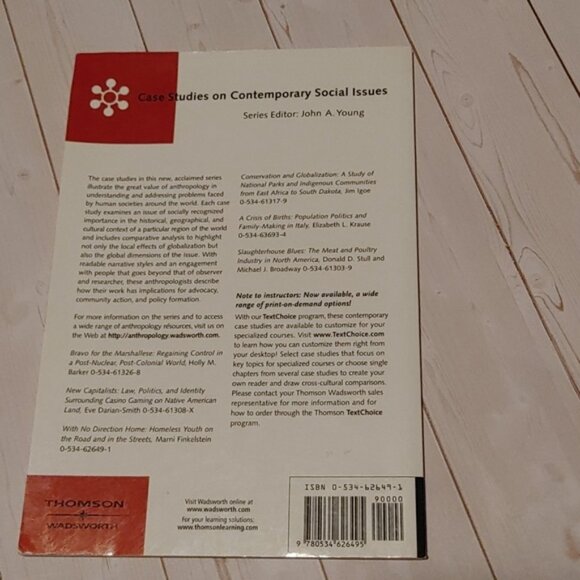 Case Studies on Contemporary Social Issues
Series Editor: John A. Young
The case studies in this new, acclaimed series
illustrate the great value of anthropology in
understanding and addressing problems faced
by human societies around the world. Each case
study examines an issue of socially recognized
importance in the historical, geographical, and
cultural context of a particular region of the world
and includes comparative analysis to highlight
not only the local effects of globalization but
also the global dimensions of the issue. With
readable narrative styles and an engagement
with people that goes beyond that of observer
and researcher, these anthropologists describe
how their work has implications for advocacy,
community action, and policy formation.
For more information on the series and to access
a wide range of anthropology resources, visit us on
the Web at http://anthropology.wadsworth.com.
Bravo for the Marshallese: Regaining Control in
a Post-Nuclear, Post-Colonial World, Holly M.
Barker 0-534-61326-8
New Capitalists: Law, Politics, and Identity
Surrounding Casino Gaming on Native American
Land, Eve Darian-Smith 0-534-61308-X
With No Direction Home: Homeless Youth on
the Road and in the Streets, Marni Finkelstein
0-534-62649-1
Conservation and Globalization: A Study of
National Parks and Indigenous Communities
from East Africa to South Dakota, Jim Igoe
0-534-61317-9
A Crisis of Births: Population Politics and
Family-Making in Italy, Elizabeth L. Krause
0-534-63693-4
Slaughterhouse Blues: The Meat and Poultry
Industry in North America, Donald D. Stull and
Michael J. Broadway 0-534-61303-9
Note to instructors: Now available, a wide
range of print-on-demand options!
With our TextChoice program, these contemporary
case studies are available to customize for your
specialized courses. Visit www.TextChoice.com
to learn how you can customize them right from
your desktop! Select case studies that focus on
key topics for specialized courses or choose single
chapters from several case studies to create your
own reader and draw cross-cultural comparisons.
Please contact your Thomson Wadsworth sales
representative for more information and for
how to order through the Thomson TextChoice
program.
THOMSON
WADSWORTH
Visit Wadsworth online at
www.wadsworth.com
for your learning solutions:
www.thomsonlearning.com
ISBN 0-534-62649-1
90000
9 780534 626495